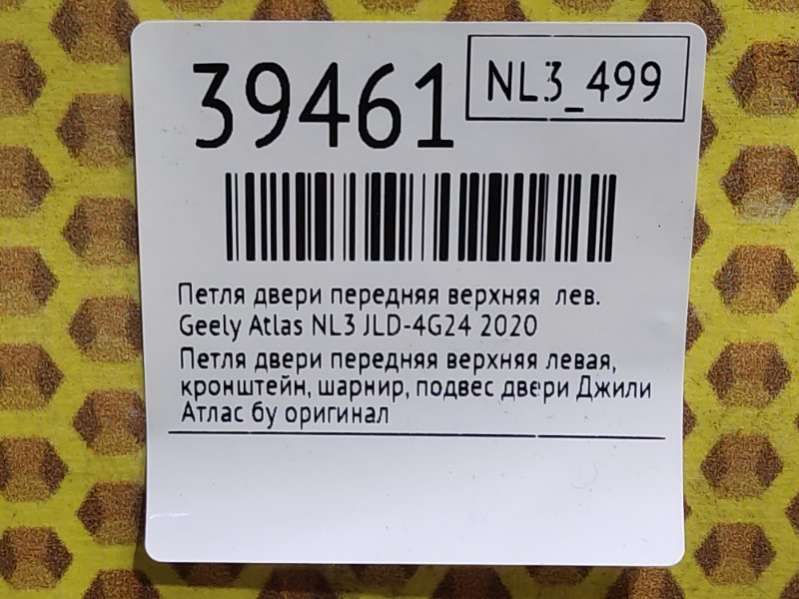 39461
NL3_499
Петля двери передняя верхняя лев.
Geely Atlas NL3 JLD-4G24 2020
Петля двери передняя верхняя левая,
кронштейн, шарнир, подвес двери Джили
Атлас бу оригинал